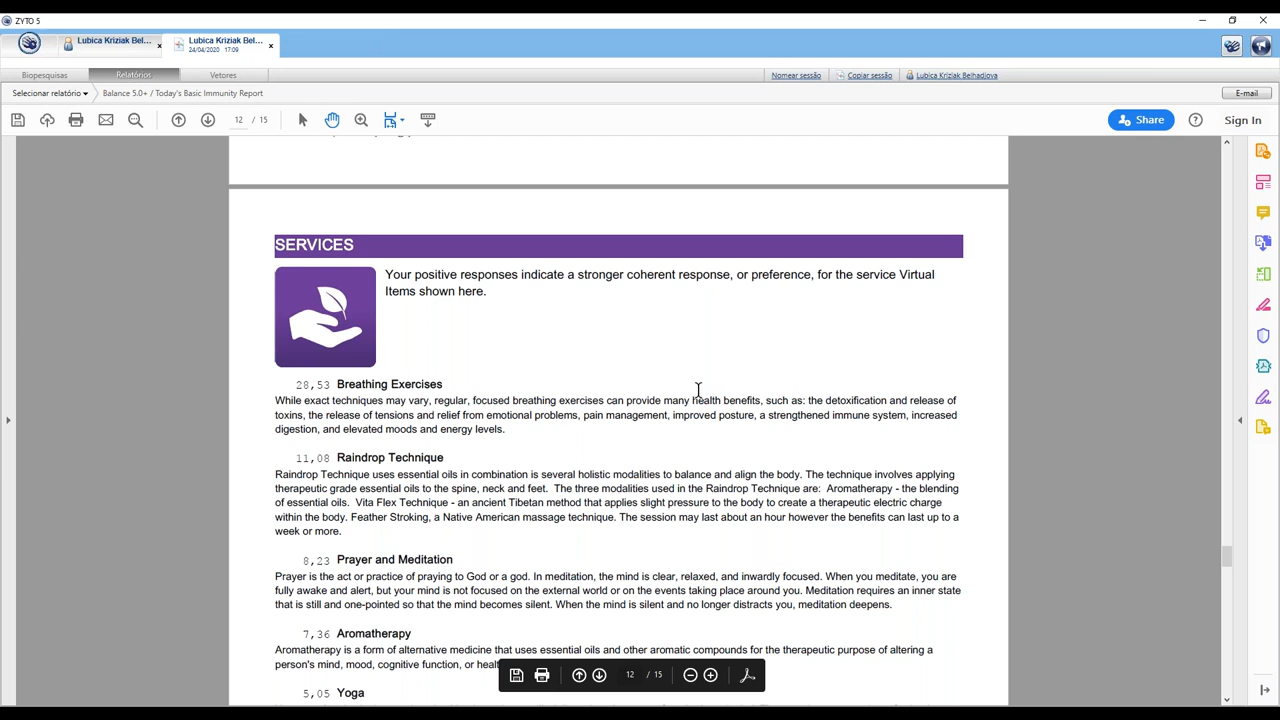 ZYTO 5
Lubica Kriziak Bel...
Lubica Kriziak Bel...
24/04/2020 17:09
Biopesquisas
Relatórios
Vetores
Nomear sessão
Copiar sessão
Lubica Kriziak Belhadiova
Selecionar relatório
Balance 5.0+ / Today's Basic Immunity Report
E-mail
12 / 15
Share
Sign In
SERVICES
Your positive responses indicate a stronger coherent response, or preference, for the service Virtual
Items shown here.
28,53 Breathing Exercises
While exact techniques may vary, regular, focused breathing exercises can provide many health benefits, such as: the detoxification and release of
toxins, the release of tensions and relief from emotional problems, pain management, improved posture, a strengthened immune system, increased
digestion, and elevated moods and energy levels.
11,08 Raindrop Technique
Raindrop Technique uses essential oils in combination is several holistic modalities to balance and align the body. The technique involves applying
therapeutic grade essential oils to the spine, neck and feet. The three modalities used in the Raindrop Technique are: Aromatherapy - the blending
of essential oils. Vita Flex Technique - an ancient Tibetan method that applies slight pressure to the body to create a therapeutic electric charge
within the body. Feather Stroking, a Native American massage technique. The session may last about an hour however the benefits can last up to a
week or more.
8,23 Prayer and Meditation
Prayer is the act or practice of praying to God or a god. In meditation, the mind is clear, relaxed, and inwardly focused. When you meditate, you are
fully awake and alert, but your mind is not focused on the external world or on the events taking place around you. Meditation requires an inner state
that is still and one-pointed so that the mind becomes silent. When the mind is silent and no longer distracts you, meditation deepens.
7,36 Aromatherapy
Aromatherapy is a form of alternative medicine that uses essential oils and other aromatic compounds for the therapeutic purpose of altering a
person's mind, mood, cognitive function, or
12 / 15
5,05 Yoga